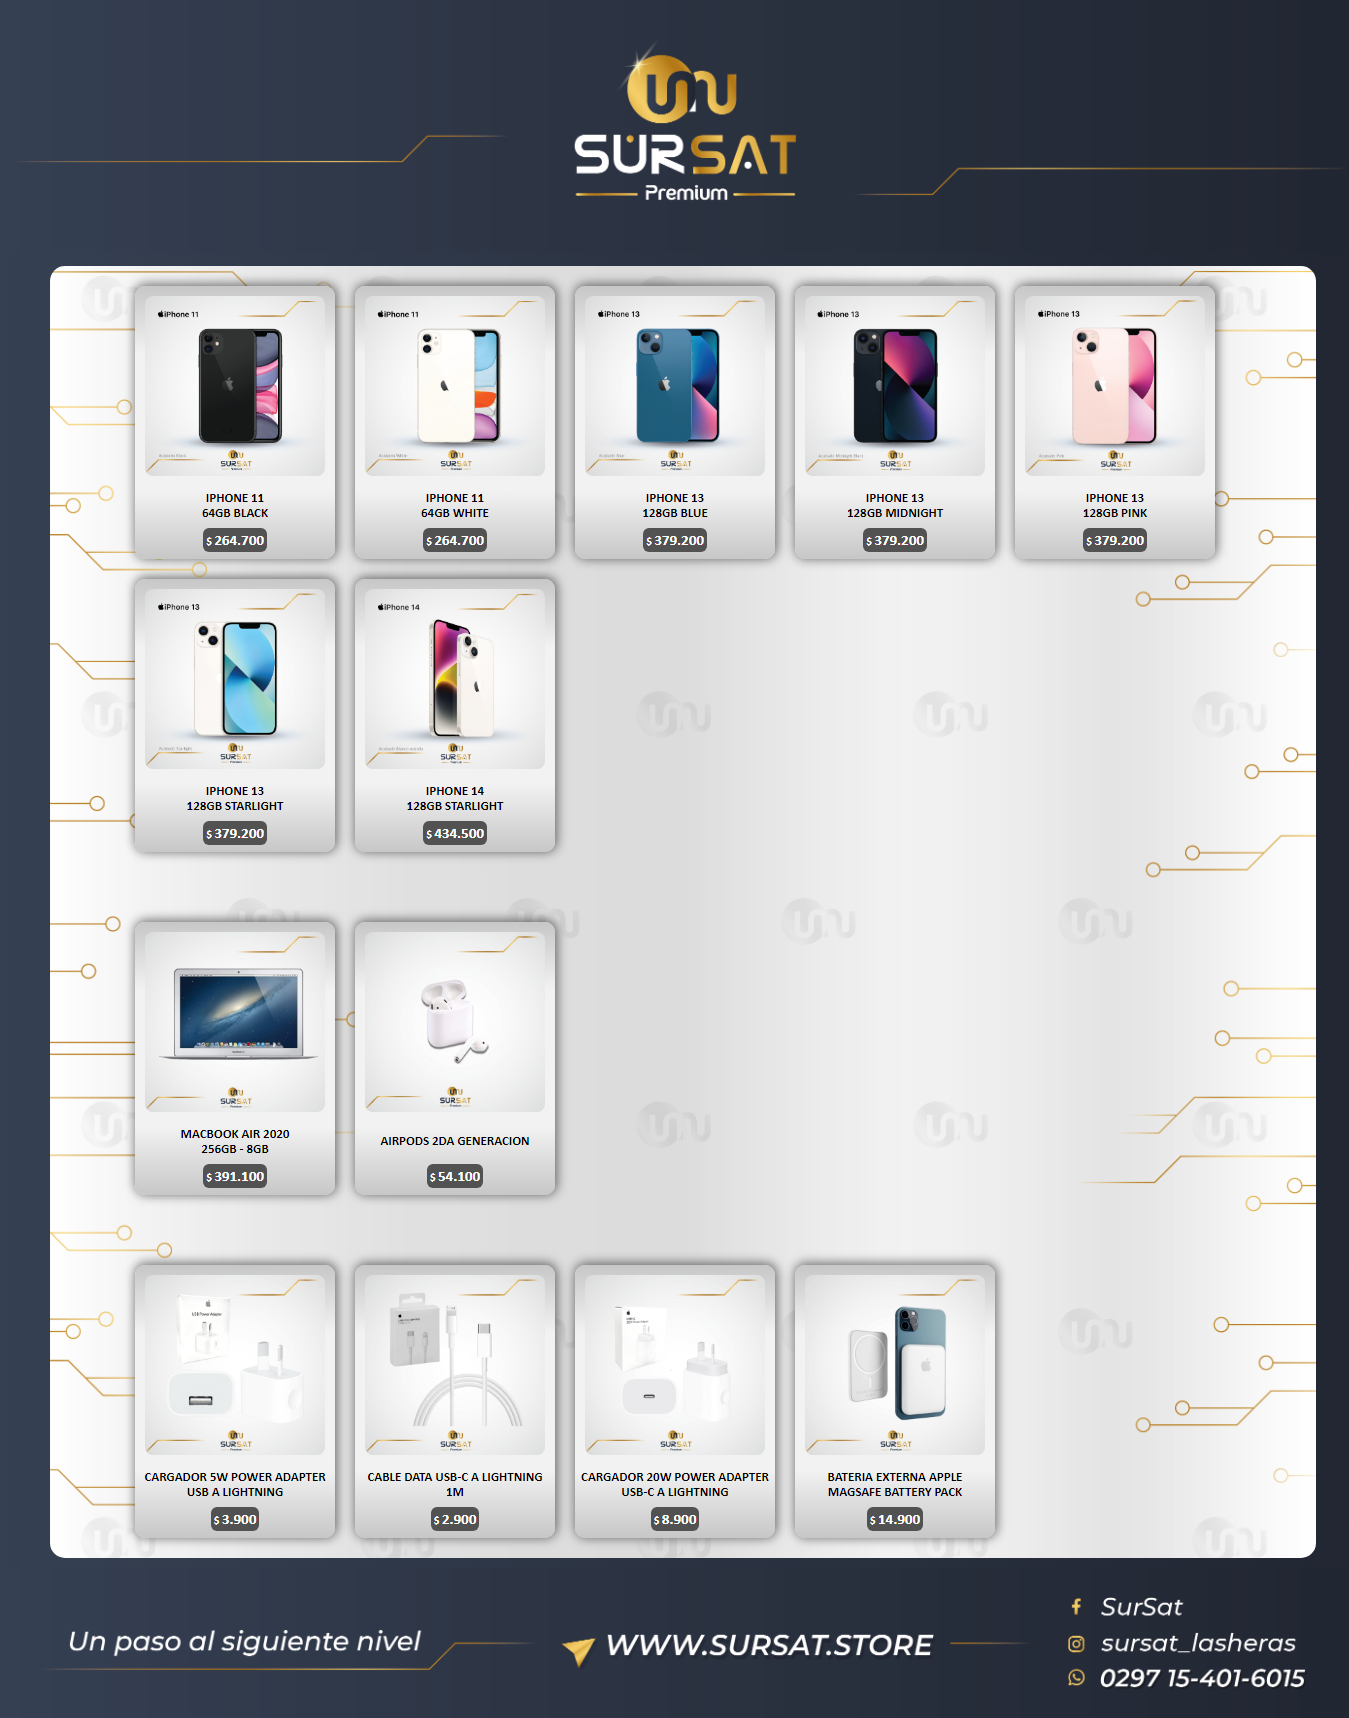 SURSAT
Premium
iPhone 11
iPhone 11
iPhone 13
iPhone 13
iPhone 13
SURSAT
SURSAT
SURSAT
SURSAT
SURSAT
IPHONE 11
64GB BLACK
$ 264.700
IPHONE 11
64GB WHITE
$ 264.700
IPHONE 13
128GB BLUE
$ 379.200
IPHONE 13
128GB MIDNIGHT
$ 379.200
IPHONE 13
128GB PINK
$ 379.200
iPhone 13
iPhone 14
SURSAT
SURSAT
IPHONE 13
128GB STARLIGHT
$ 379.200
IPHONE 14
128GB STARLIGHT
$ 434.500
SURSAT
SURSAT
MACBOOK AIR 2020
256GB - 8GB
$ 391.100
AIRPODS 2DA GENERACION
$ 54.100
USB Power Adapter
SURSAT
SURSAT
SURSAT
SURSAT
CARGADOR 5W POWER ADAPTER
USB A LIGHTNING
$ 3.900
CABLE DATA USB-C A LIGHTNING
1M
$ 2.900
CARGADOR 20W POWER ADAPTER
USB-C A LIGHTNING
$ 8.900
BATERIA EXTERNA APPLE
MAGSAFE BATTERY PACK
$ 14.900
Un paso al siguiente nivel
WWW.SURSAT.STORE
SurSat
sursat_lasheras
0297 15-401-6015